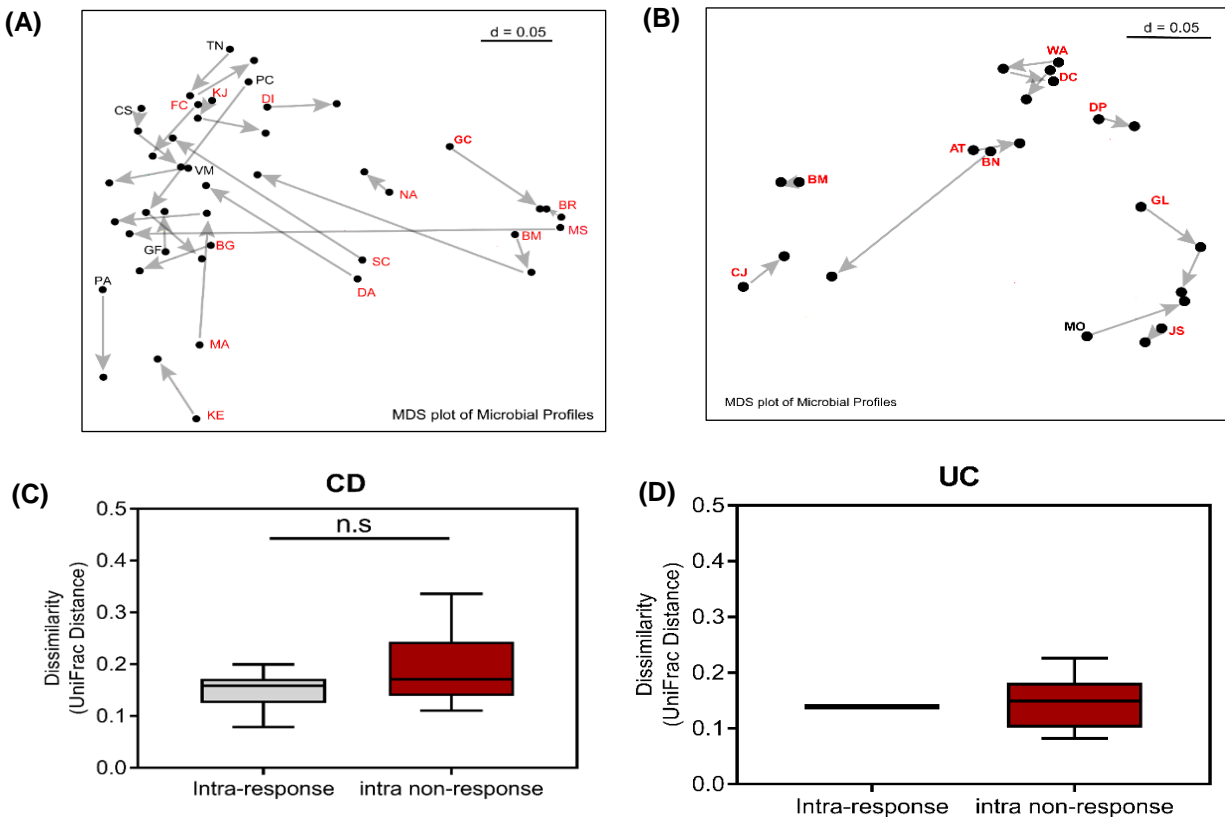 (A)
d = 0.05
TN
PC
KJ
FC
DI
CS
GC
VM
NA
BR
MS
BM
GF
BG
SC
PA
DA
MA
KE
MDS plot of Microbial Profiles
(B)
d = 0.05
WA
DC
DP
AT
BN
BM
GL
CJ
MO
JS
MDS plot of Microbial Profiles
(C)
CD
n.s
Dissimilarity
(UniFrac Distance)
0.5
0.4
0.3
0.2
0.1
0.0
Intra-response
intra non-response
(D)
UC
Dissimilarity
(UniFrac Distance)
0.5
0.4
0.3
0.2
0.1
0.0
Intra-response
intra non-response